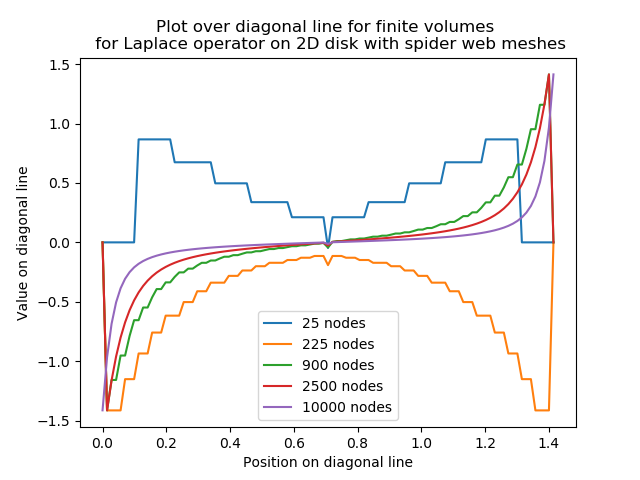 Plot over diagonal line for finite volumes
for Laplace operator on 2D disk with spider web meshes
Value on diagonal line
1.5
1.0
0.5
0.0
−0.5
−1.0
−1.5
25 nodes
225 nodes
900 nodes
2500 nodes
10000 nodes
0.0 0.2 0.4 0.6 0.8 1.0 1.2 1.4
Position on diagonal line